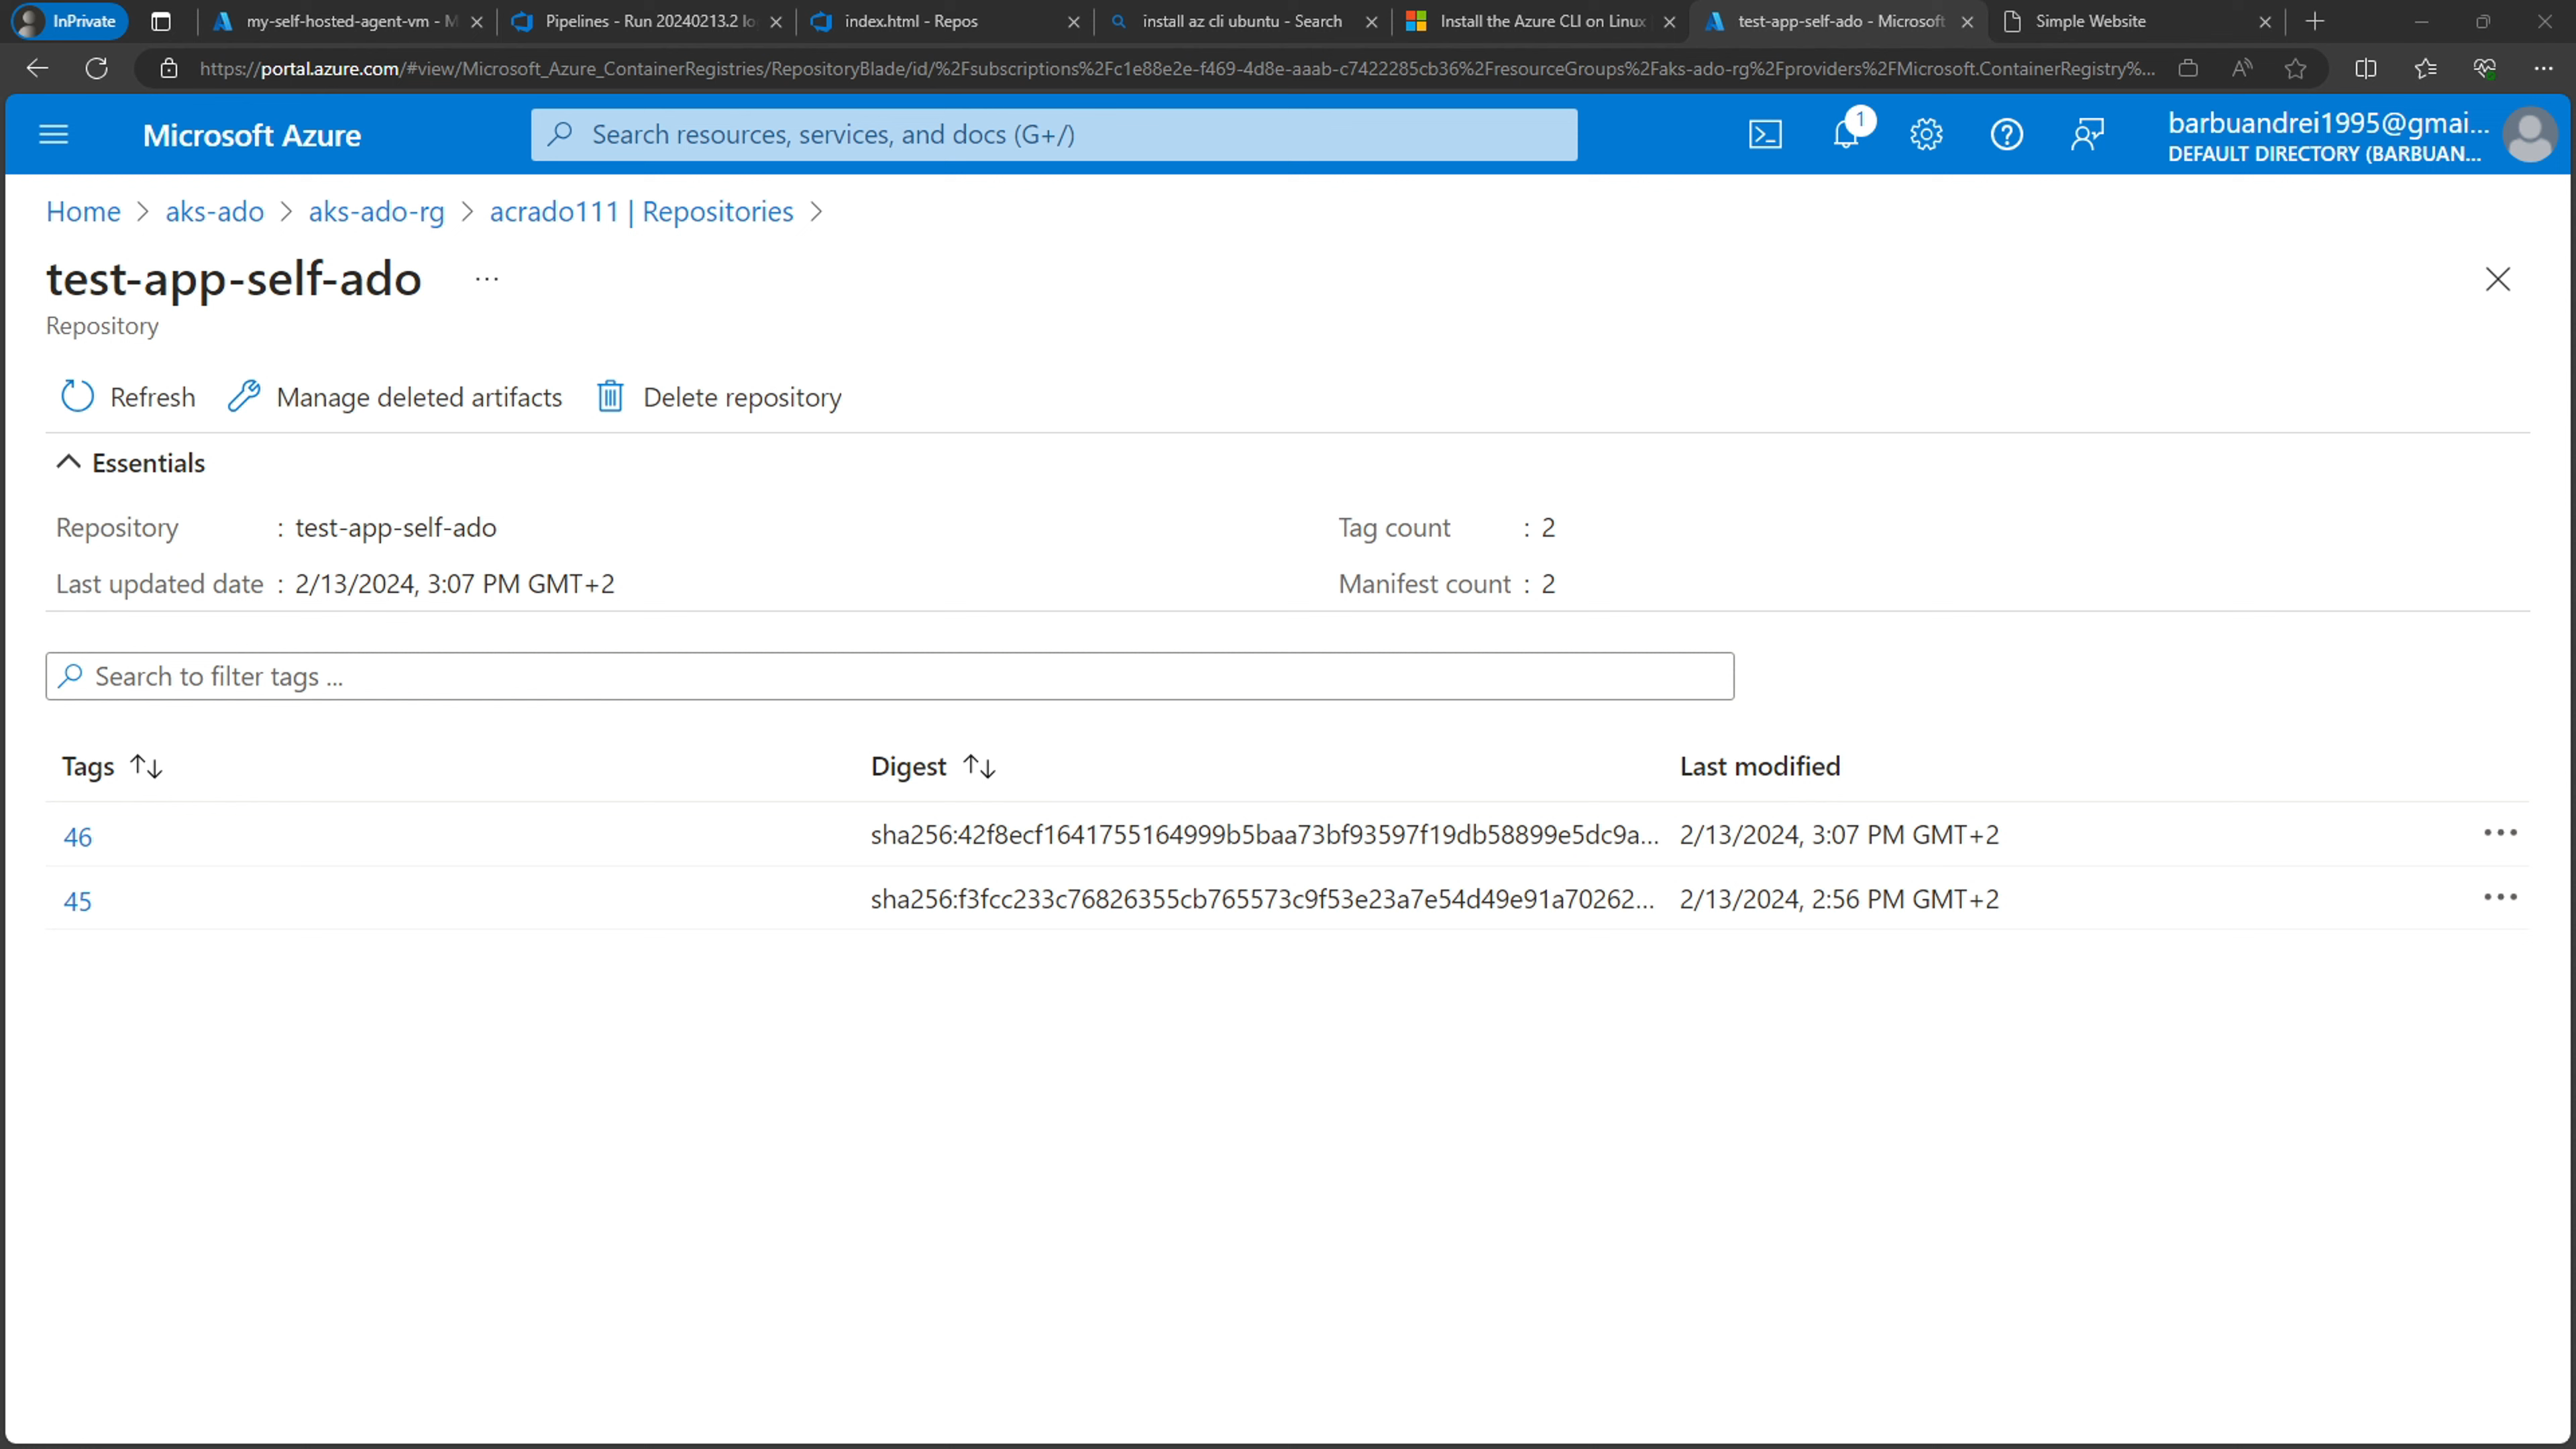 InPrivate
my-self-hosted-agent-vm - M
Pipelines - Run 20240213.2 lo
index.html - Repos
install az cli ubuntu - Search
Install the Azure CLI on Linux
test-app-self-ado - Microsoft
Simple Website
https://portal.azure.com/#view/Microsoft_Azure_ContainerRegistries/RepositoryBlade/id/%2Fsubscriptions%2Fc1e88e2e-f469-4d8e-aaab-c7422285cb36%2FresourceGroups%2Faks-ado-rg%2Fproviders%2FMicrosoft.ContainerRegistry%...
Microsoft Azure
Search resources, services, and docs (G+/)
1
barbuandrei1995@gmai...
DEFAULT DIRECTORY (BARBUAN...
Home > aks-ado > aks-ado-rg > acrado111 | Repositories >
test-app-self-ado ...
Repository
Refresh Manage deleted artifacts Delete repository
Essentials
Repository : test-app-self-ado Tag count : 2
Last updated date : 2/13/2024, 3:07 PM GMT+2 Manifest count : 2
Search to filter tags ...
Tags Digest Last modified
46 sha256:42f8ecf1641755164999b5baa73bf93597f19db58899e5dc9a... 2/13/2024, 3:07 PM GMT+2
45 sha256:f3fcc233c76826355cb765573c9f53e23a7e54d49e91a70262... 2/13/2024, 2:56 PM GMT+2